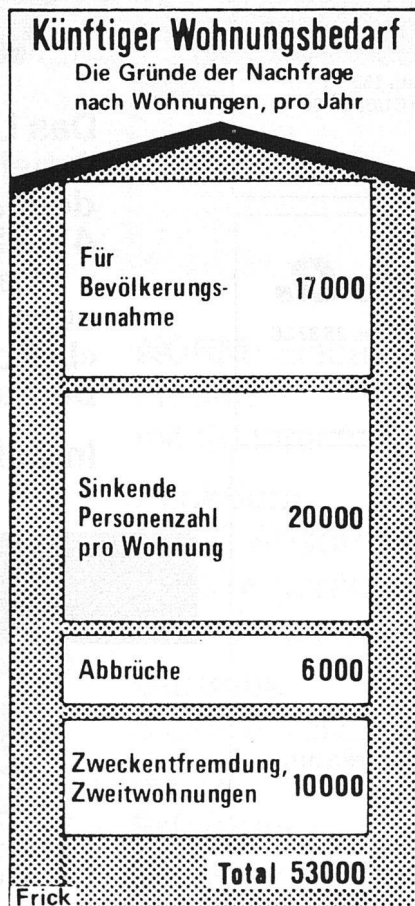 Künftiger Wohnungsbedarf
Die Gründe der Nachfrage
nach Wohnungen, pro Jahr
Für
Bevölkerungs-
zunahme
17000
Sinkende
Personenzahl
pro Wohnung
20000
Abbrüche 6000
Zweckentfremdung,
Zweitwohnungen 10000
Total 53000
Frick